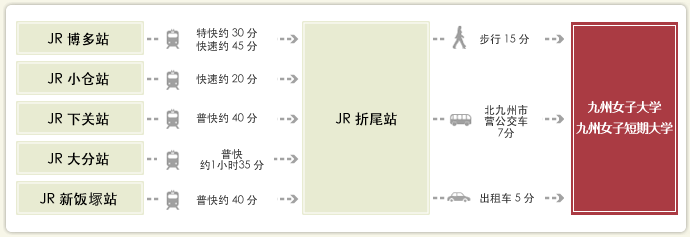 JR 博多站
特快约 30 分
快速约 45 分
JR 小仓站
快速约 20 分
JR 下关站
普快约 40 分
JR 大分站
普快
约1小时35 分
JR 新饭塚站
普快约 40 分
JR 折尾站
步行 15 分
北九州市
营公交车
7分
出租车 5 分
九州女子大学
九州女子短期大学